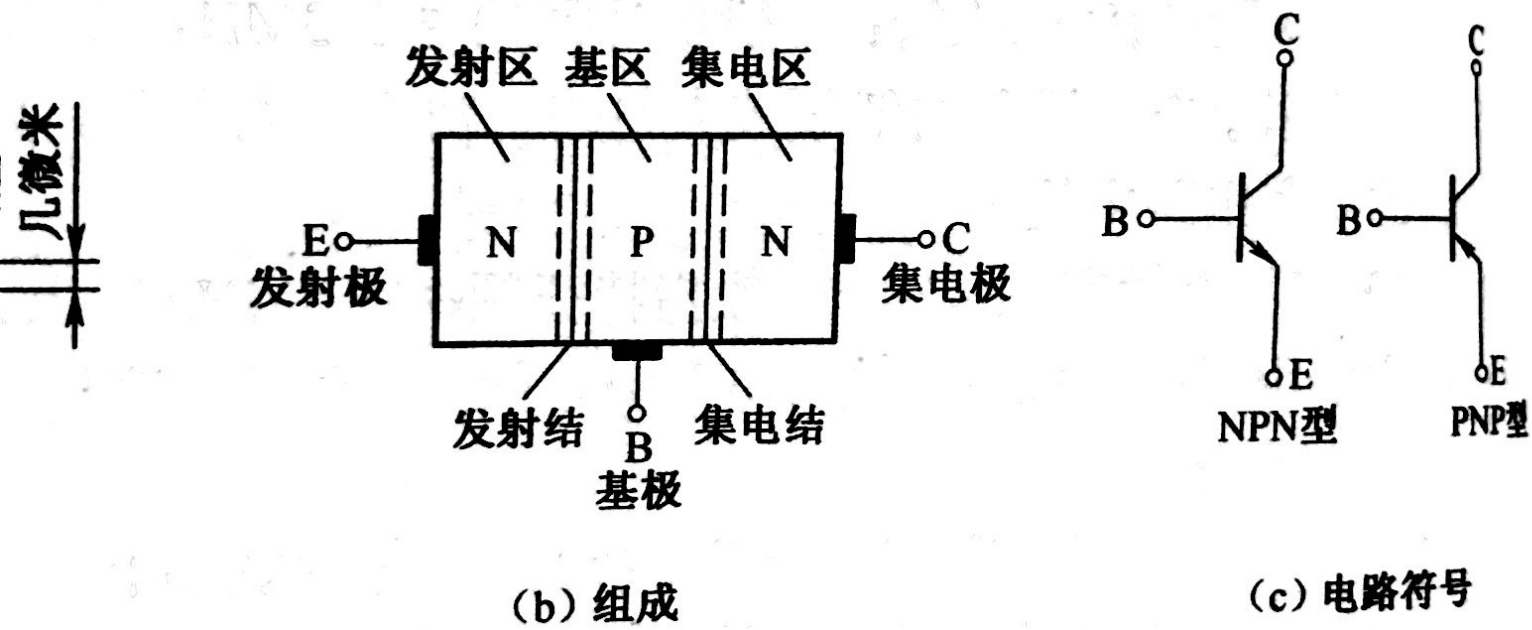 几微米
发射区 基区 集电区
E
发射极
N P N
C
集电极
发射结
B
基极
集电结
(b) 组成
C
B
E
NPN型
C
B
E
PNP型
(c) 电路符号